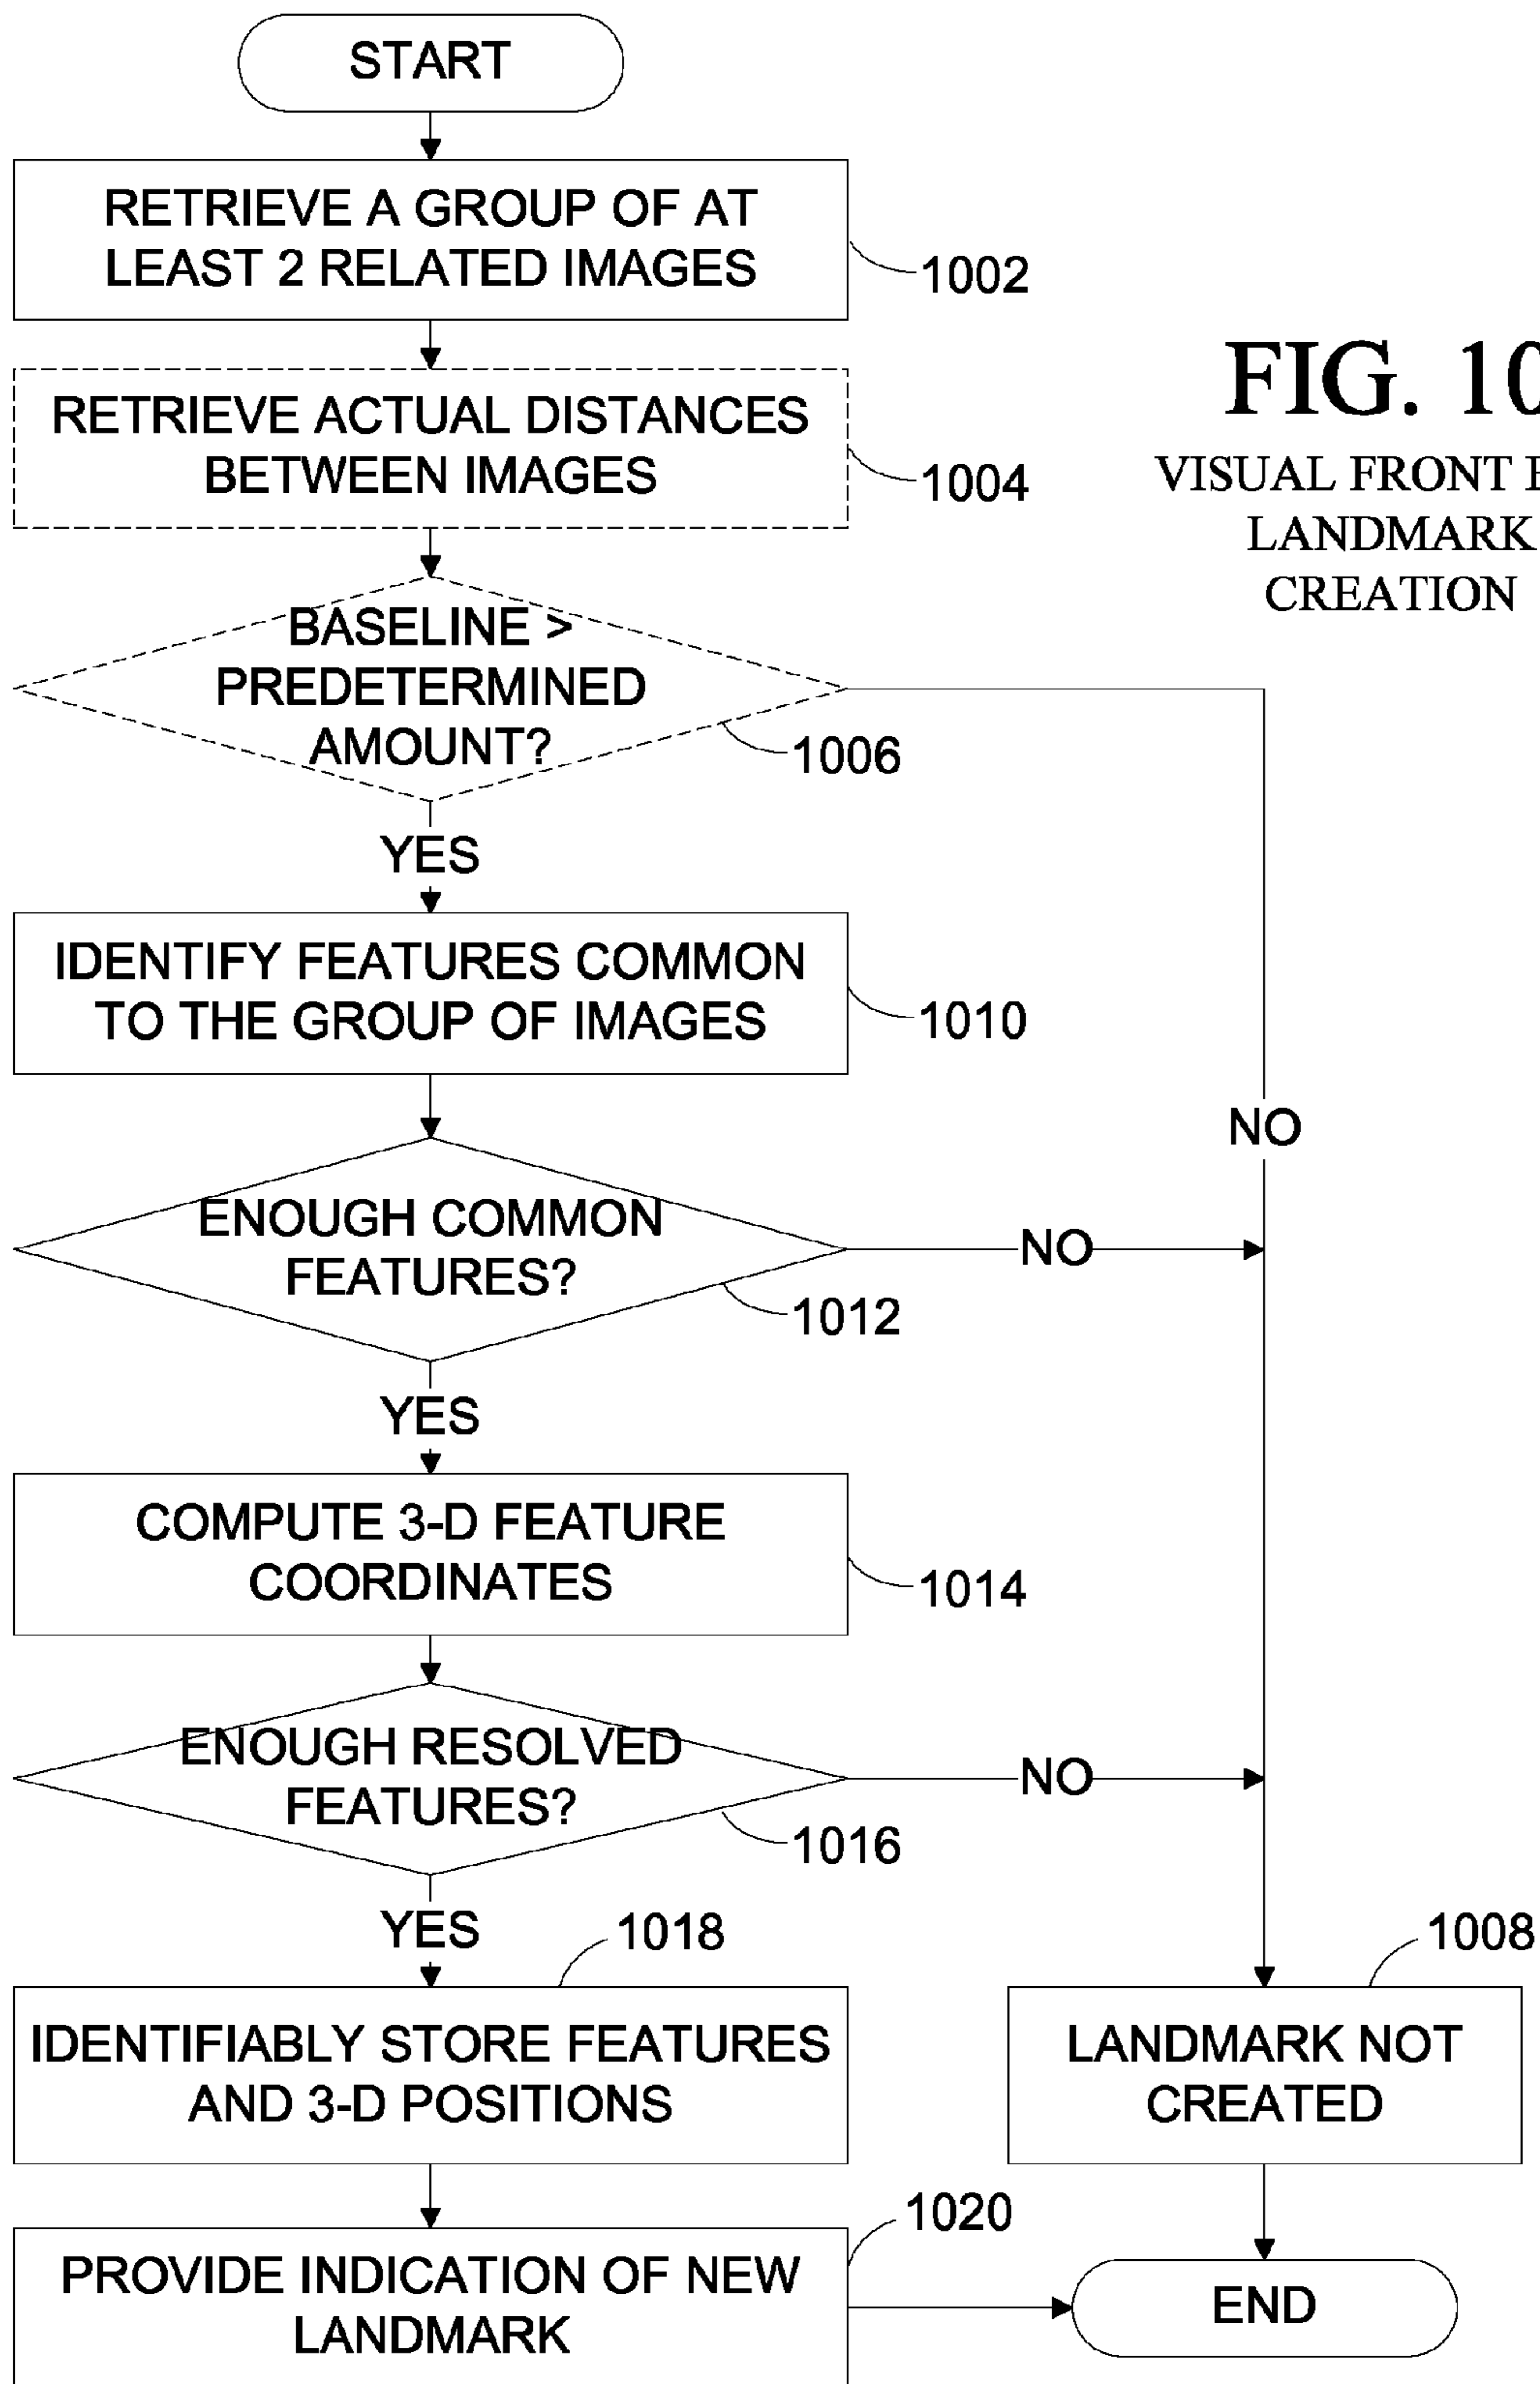 START
RETRIEVE A GROUP OF AT
LEAST 2 RELATED IMAGES
1002
RETRIEVE ACTUAL DISTANCES
BETWEEN IMAGES
1004
FIG. 10
VISUAL FRONT
LANDMARK
CREATION
BASELINE >
PREDETERMINED
AMOUNT?
1006
YES
IDENTIFY FEATURES COMMON
TO THE GROUP OF IMAGES
1010
NO
ENOUGH COMMON
FEATURES?
NO
1012
YES
COMPUTE 3-D FEATURE
COORDINATES
1014
ENOUGH RESOLVED
FEATURES?
NO
1016
YES
1018
1008
IDENTIFIABLY STORE FEATURES
AND 3-D POSITIONS
LANDMARK NOT
CREATED
1020
PROVIDE INDICATION OF NEW
LANDMARK
END